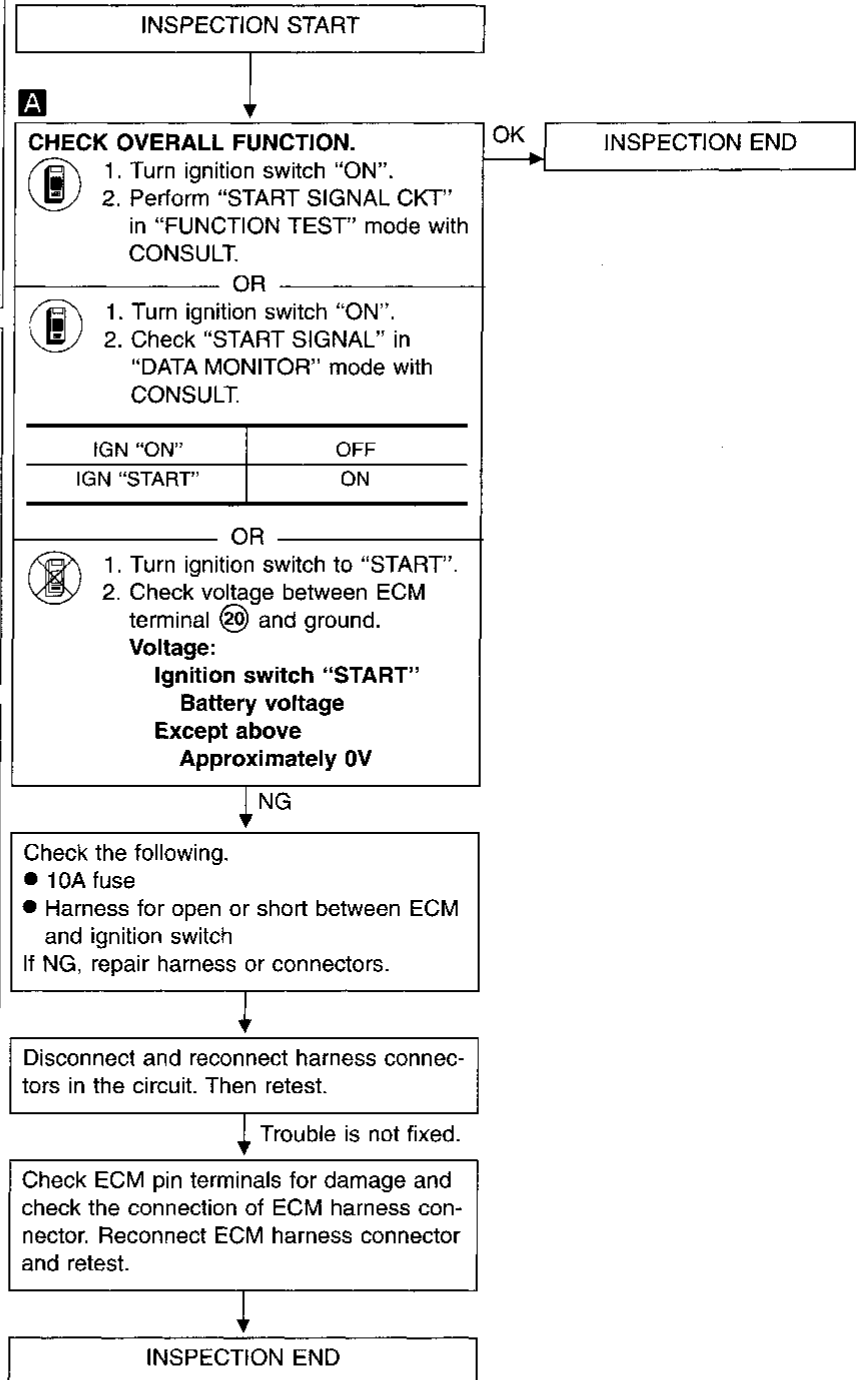 INSPECTION START
A
CHECK OVERALL FUNCTION.
1. Turn ignition switch “ON”.
2. Perform “START SIGNAL CKT”
in “FUNCTION TEST” mode with
CONSULT.
OR
1. Turn ignition switch “ON”.
2. Check “START SIGNAL” in
“DATA MONITOR” mode with
CONSULT.
IGN “ON” OFF
IGN “START” ON
OR
1. Turn ignition switch to “START”.
2. Check voltage between ECM
terminal ⑳ and ground.
Voltage:
Ignition switch “START”
Battery voltage
Except above
Approximately 0V
OK
INSPECTION END
NG
Check the following.
● 10A fuse
● Harness for open or short between ECM
and ignition switch
If NG, repair harness or connectors.
Disconnect and reconnect harness connec-
tors in the circuit. Then retest.
Trouble is not fixed.
Check ECM pin terminals for damage and
check the connection of ECM harness con-
nector. Reconnect ECM harness connector
and retest.
INSPECTION END